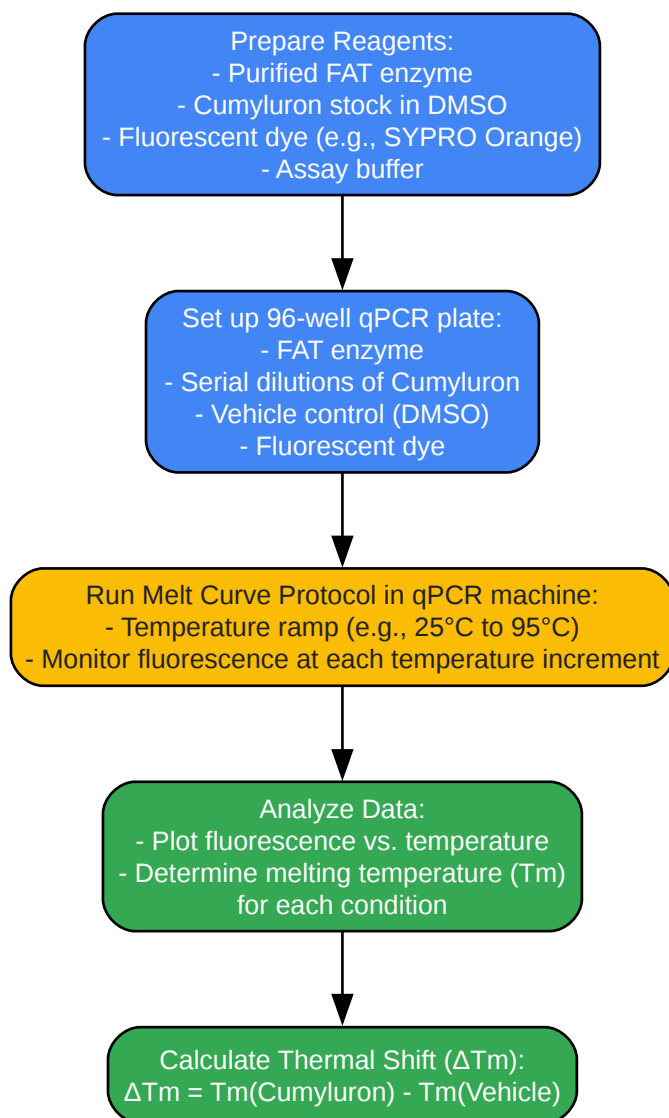 Prepare Reagents:
- Purified FAT enzyme
- Cumyluron stock in DMSO
- Fluorescent dye (e.g., SYPRO Orange)
- Assay buffer
Set up 96-well qPCR plate:
- FAT enzyme
- Serial dilutions of Cumyluron
- Vehicle control (DMSO)
- Fluorescent dye
Run Melt Curve Protocol in qPCR machine:
- Temperature ramp (e.g., 25°C to 95°C)
- Monitor fluorescence at each temperature increment
Analyze Data:
- Plot fluorescence vs. temperature
- Determine melting temperature (Tm)
for each condition
Calculate Thermal Shift (ΔTm):
ΔTm = Tm(Cumyluron) - Tm(Vehicle)